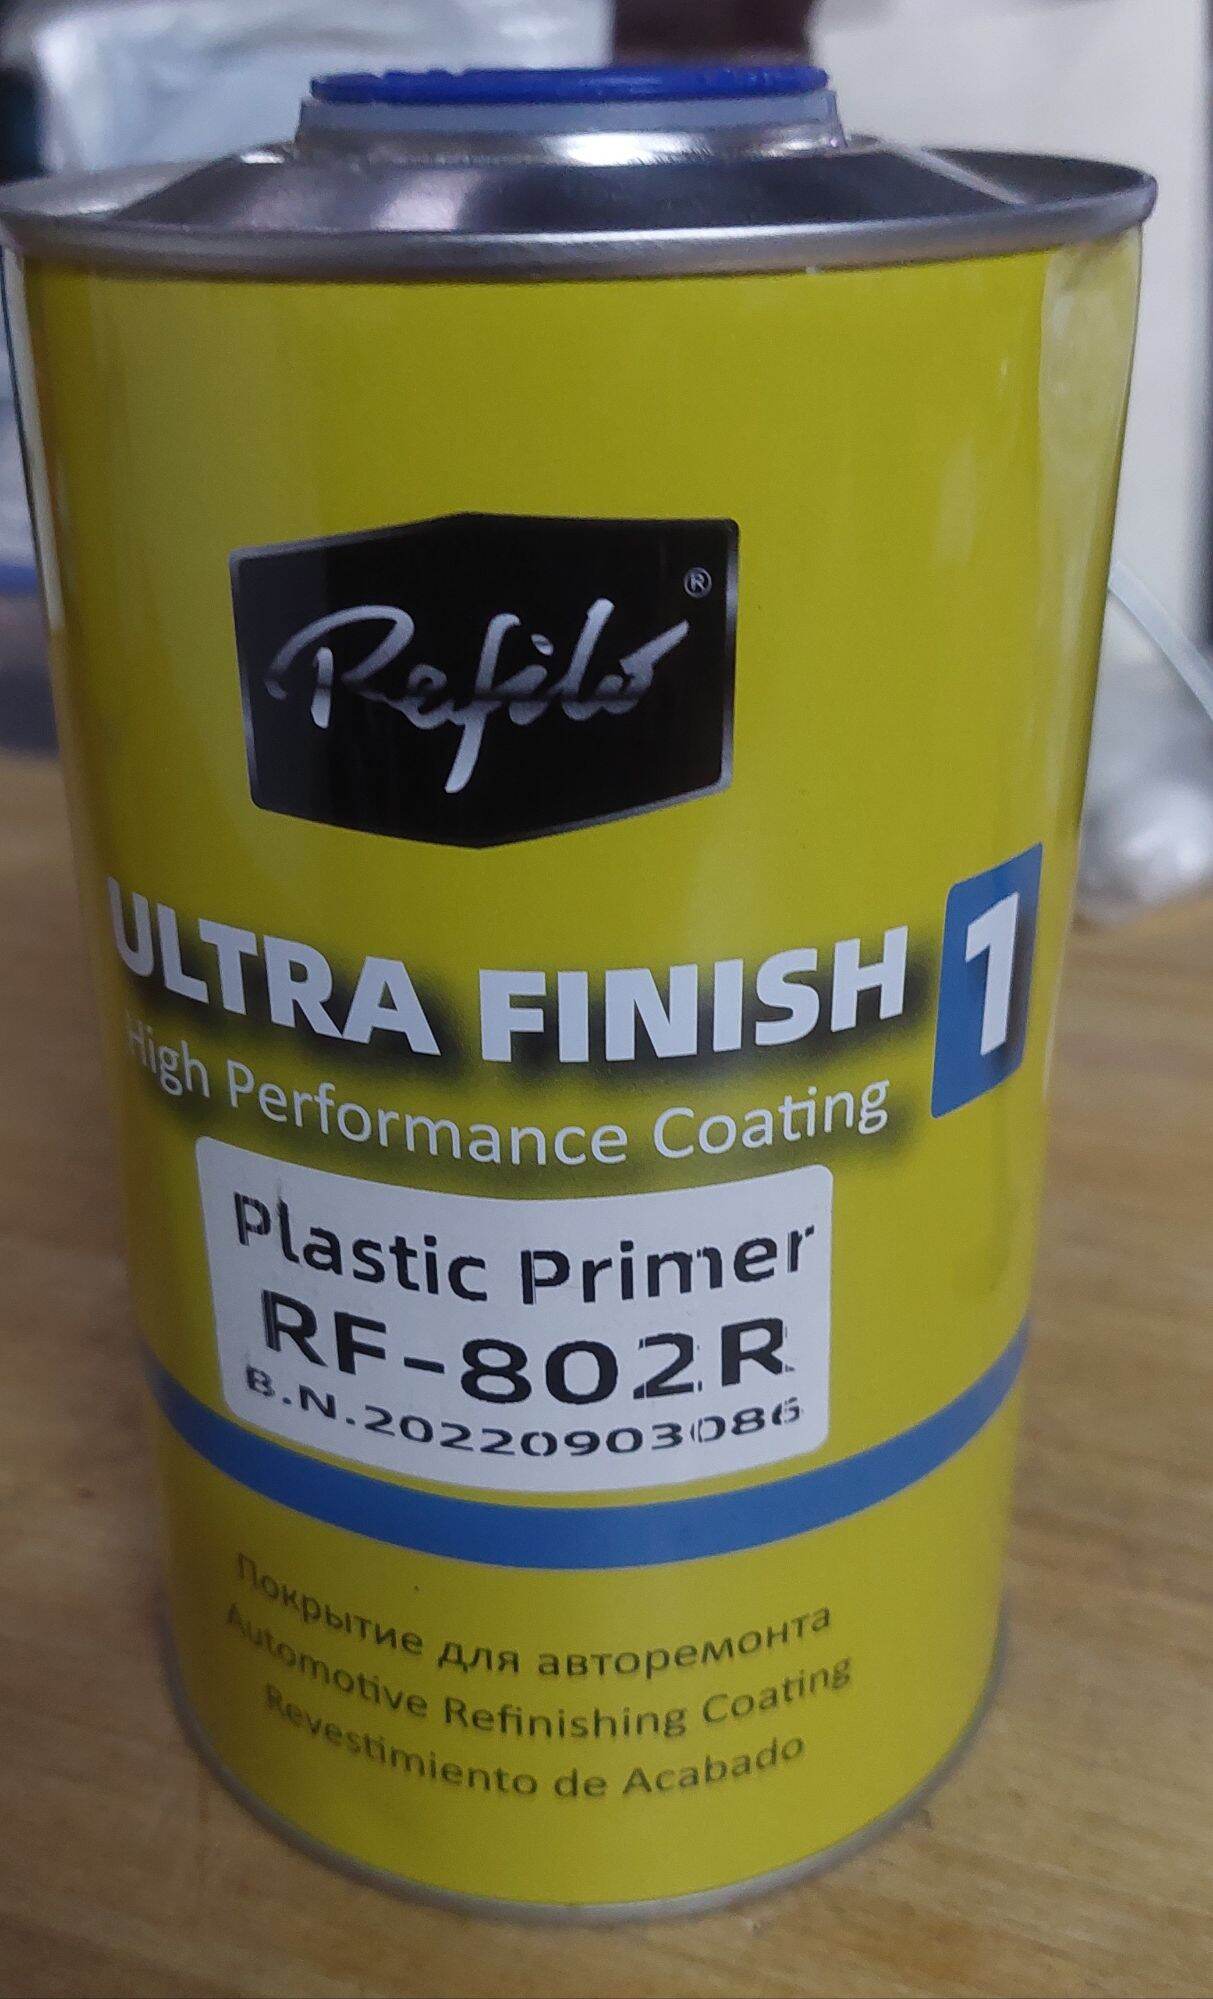 Refilo ®
ULTRA FINISH 1
High Performance Coating
Plastic Primer
RF-802R
B.N.20220903086
Покрытие для авторемонта
Automotive Refinishing Coating
Revestimiento de Acabado